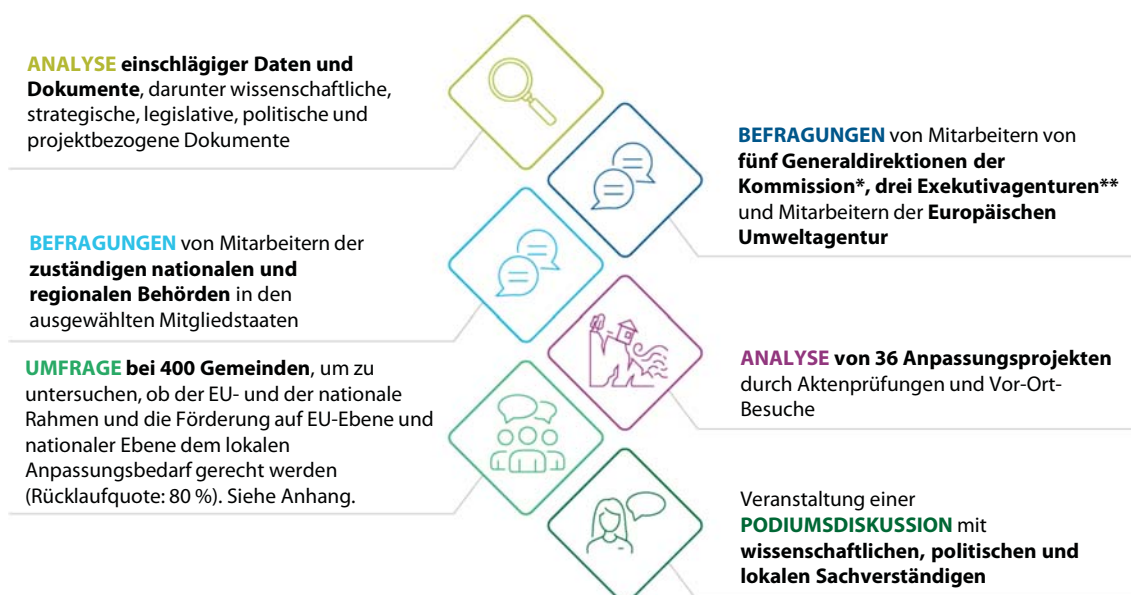 ANALYSE einschlägiger Daten und
Dokumente, darunter wissenschaftliche,
strategische, legislative, politische und
projektbezogene Dokumente
BEFRAGUNGEN von Mitarbeitern von
fünf Generaldirektionen der
Kommission*, drei Exekutivagenturen**
und Mitarbeitern der Europäischen
Umweltagentur
BEFRAGUNGEN von Mitarbeitern der
zuständigen nationalen und
regionalen Behörden in den
ausgewählten Mitgliedstaaten
ANALYSE von 36 Anpassungsprojekten
durch Aktenprüfungen und Vor-Ort-
Besuche
UMFRAGE bei 400 Gemeinden, um zu
untersuchen, ob der EU- und der nationale
Rahmen und die Förderung auf EU-Ebene und
nationaler Ebene dem lokalen
Anpassungsbedarf gerecht werden
(Rücklaufquote: 80 %). Siehe Anhang.
Veranstaltung einer
PODIUMSDISKUSSION mit
wissenschaftlichen, politischen und
lokalen Sachverständigen